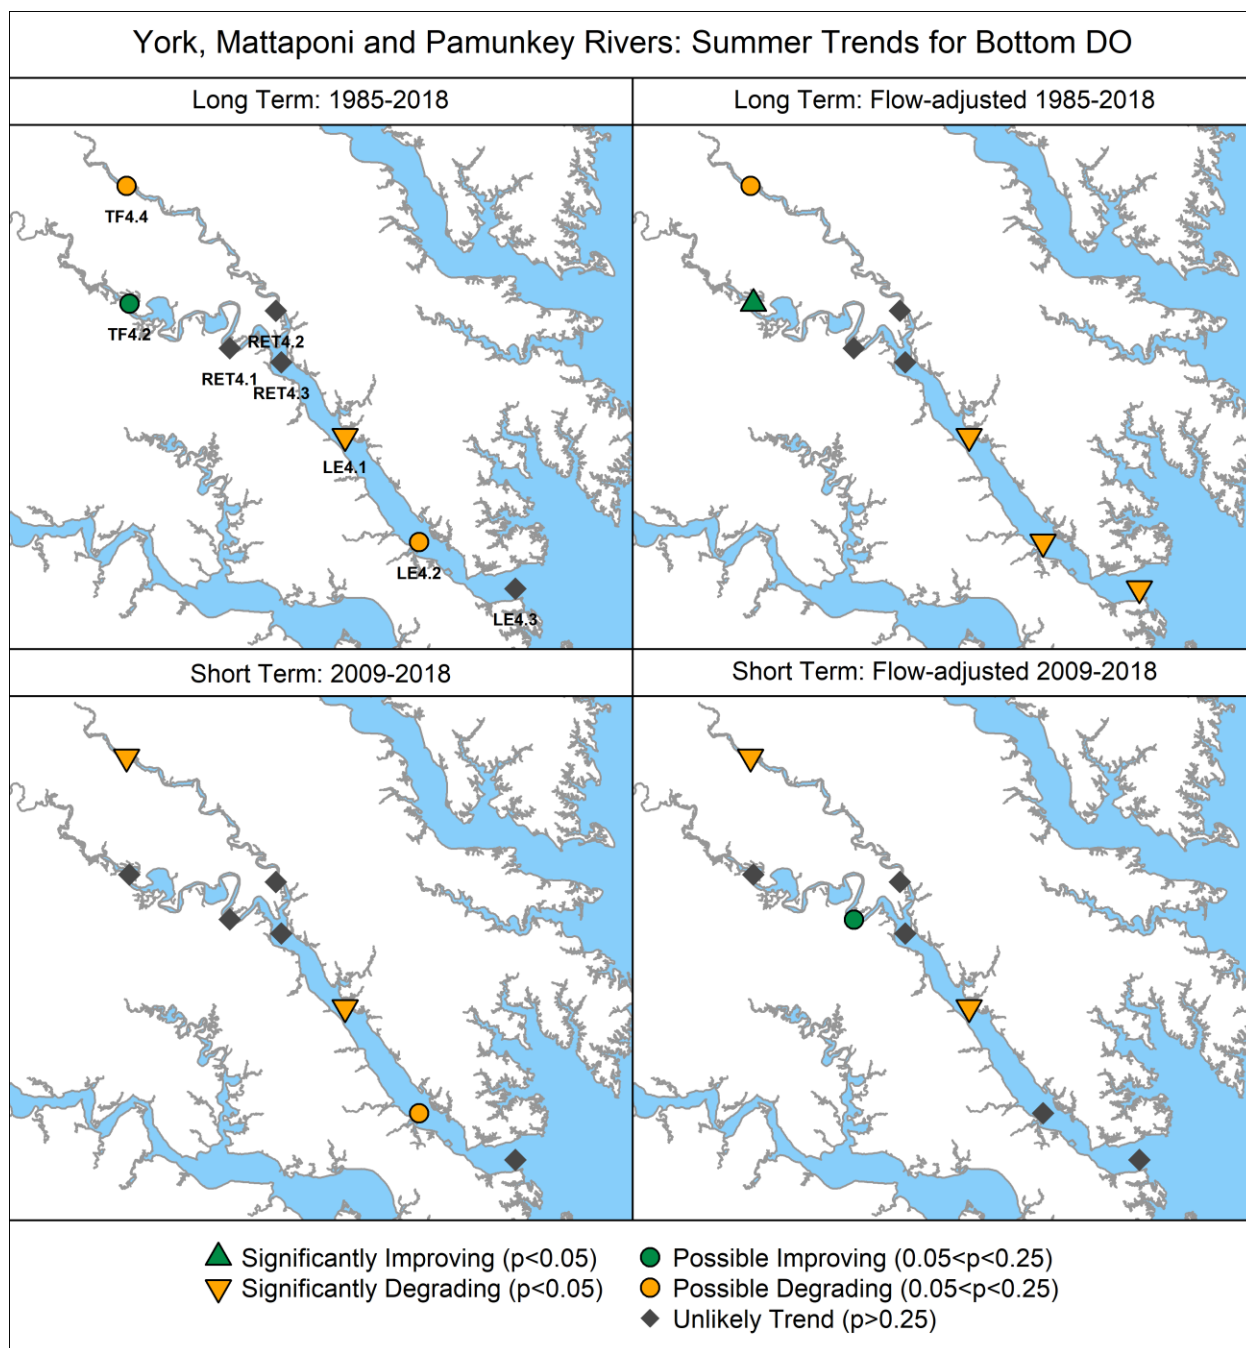 York, Mattaponi and Pamunkey Rivers: Summer Trends for Bottom DO
Long Term: 1985-2018
Long Term: Flow-adjusted 1985-2018
TF4.4
TF4.2
RET4.2
RET4.1
RET4.3
LE4.1
LE4.2
LE4.3
Short Term: 2009-2018
Short Term: Flow-adjusted 2009-2018
Significantly Improving (p<0.05)
Possible Improving (0.05<p<0.25)
Significantly Degrading (p<0.05)
Possible Degrading (0.05<p<0.25)
Unlikely Trend (p>0.25)